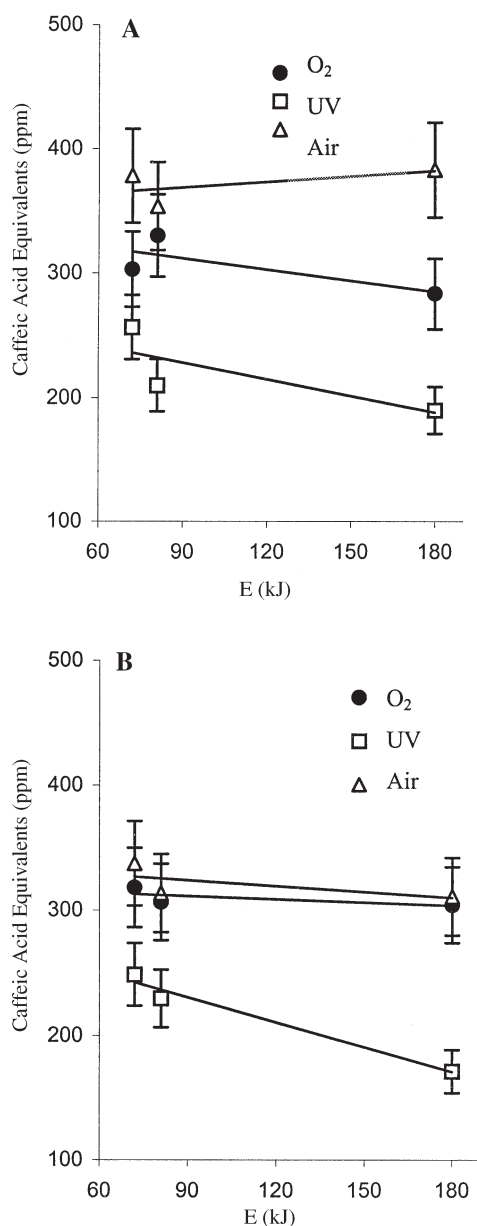 A
500
400
300
200
100
Caffeic Acid Equivalents (ppm)
O₂
UV
Air
60 90 120 150 180
E (kJ)
B
500
400
300
200
100
Caffeic Acid Equivalents (ppm)
O₂
UV
Air
60 90 120 150 180
E (kJ)